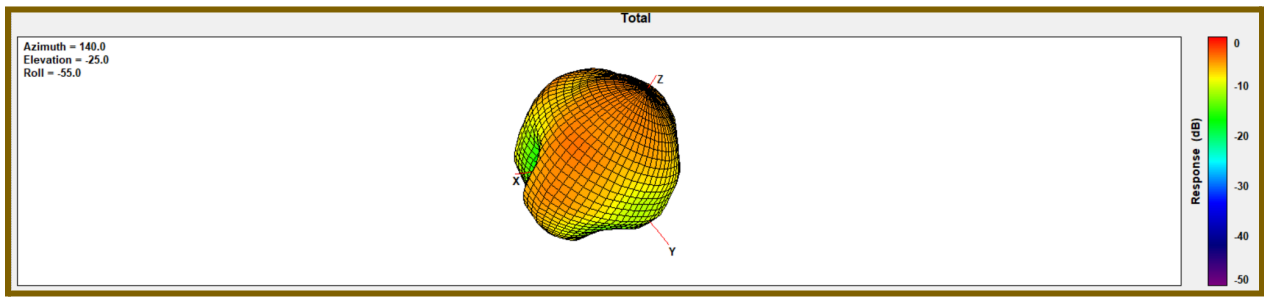 Total
Azimuth = 140.0
Elevation = -25.0
Roll = -55.0
Z
X
Y
Response (dB)
0
-10
-20
-30
-40
-50